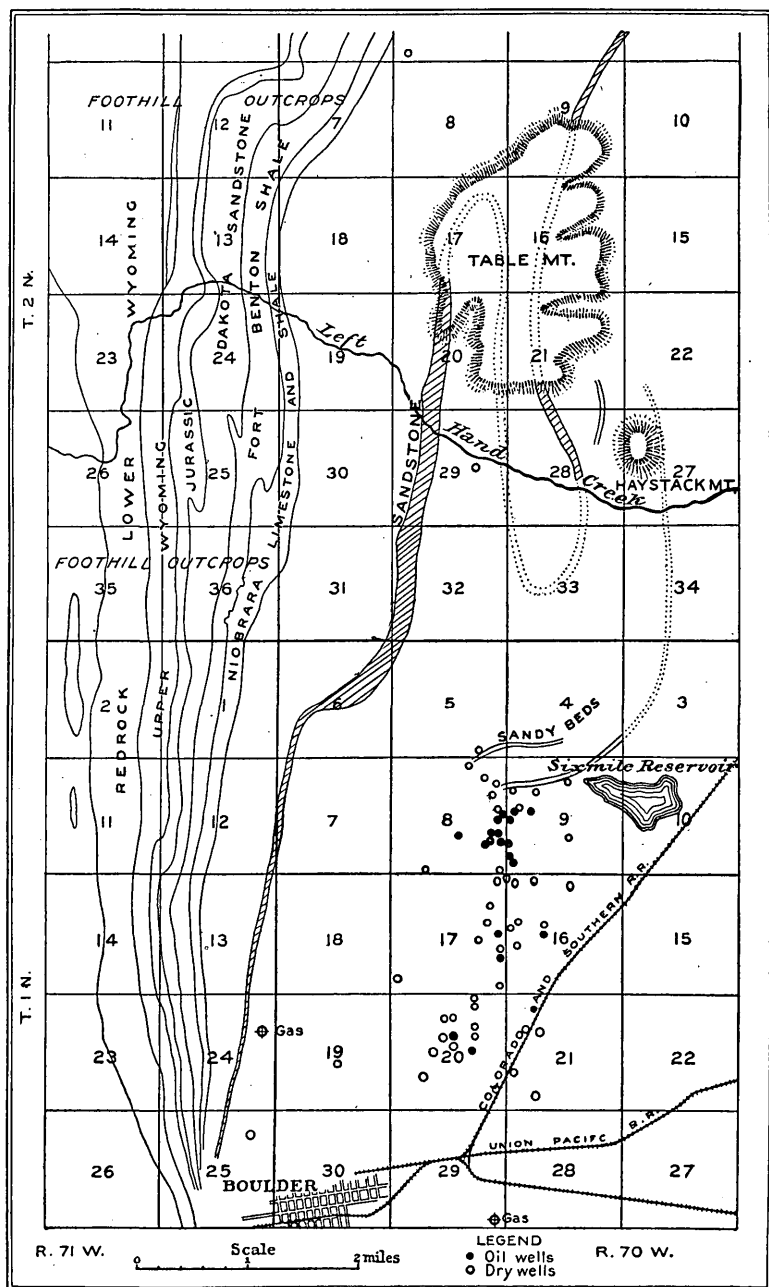 FOOTHILL OUTCROPS
11 12 7 8 9 10
14 13 18 17 16 15
TABLE MT.
T. 2 N.
LOWER WYOMING
UPPER WYOMING
JURASSIC
DAKOTA SANDSTONE
FORT BENTON SHALE
NIOBRARA LIMESTONE AND SHALE
SANDSTONE
Left Hand Creek
23 24 19 20 21 22
26 25 30 29 28 27
HAYSTACK MT.
FOOTHILL OUTCROPS
35 36 31 32 33 34
REDROCK
2 1 6 5 4 3
SANDY BEDS
Sixmile Reservoir
11 12 7 8 9 10
T. 1 N.
14 13 18 17 16 15
COLORADO AND SOUTHERN R.R.
Gas
23 24 19 20 21 22
UNION PACIFIC R.R.
26 25 30 29 28 27
BOULDER
Gas
R. 71 W.
Scale
0 1 2 miles
LEGEND
Oil wells
Dry wells
R. 70 W.